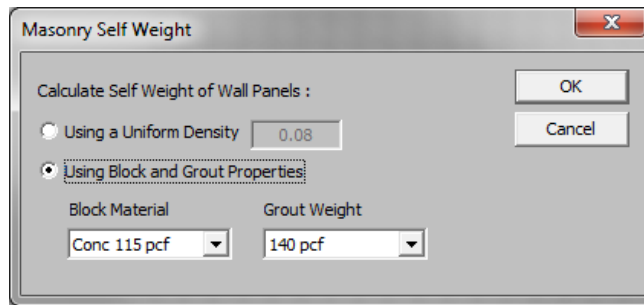 Masonry Self Weight
Calculate Self Weight of Wall Panels :
OK
Using a Uniform Density 0.08
Cancel
Using Block and Grout Properties
Block Material Grout Weight
Conc 115 pcf 140 pcf